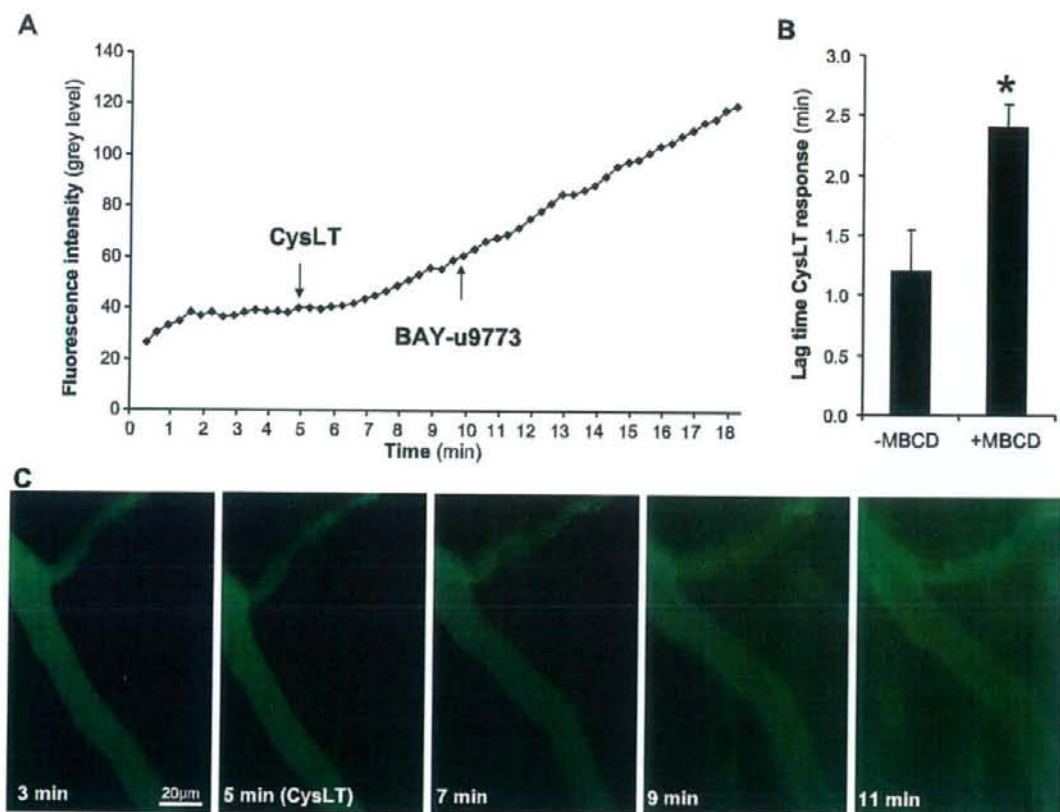 A
Fluorescence intensity (grey level)
140
120
100
80
60
40
20
0
CysLT
BAY-u9773
0 1 2 3 4 5 6 7 8 9 10 11 12 13 14 15 16 17 18
Time (min)
B
Lag time CysLT response (min)
3.0
2.5
2.0
1.5
1.0
0.5
0.0
*
-MBCD +MBCD
C
3 min
20µm
5 min (CysLT)
7 min
9 min
11 min